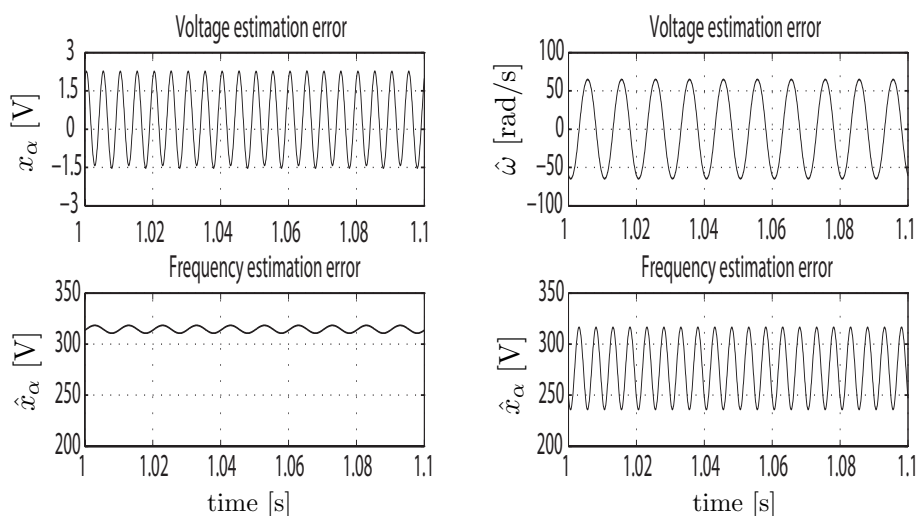 Voltage estimation error
3
1.5
0
−1.5
−3
x_α [V]
1 1.02 1.04 1.06 1.08 1.1
Voltage estimation error
100
50
0
−50
−100
ω̂ [rad/s]
1 1.02 1.04 1.06 1.08 1.1
Frequency estimation error
350
300
250
200
x̂_α [V]
1 1.02 1.04 1.06 1.08 1.1
time [s]
Frequency estimation error
350
300
250
200
x̂_α [V]
1 1.02 1.04 1.06 1.08 1.1
time [s]